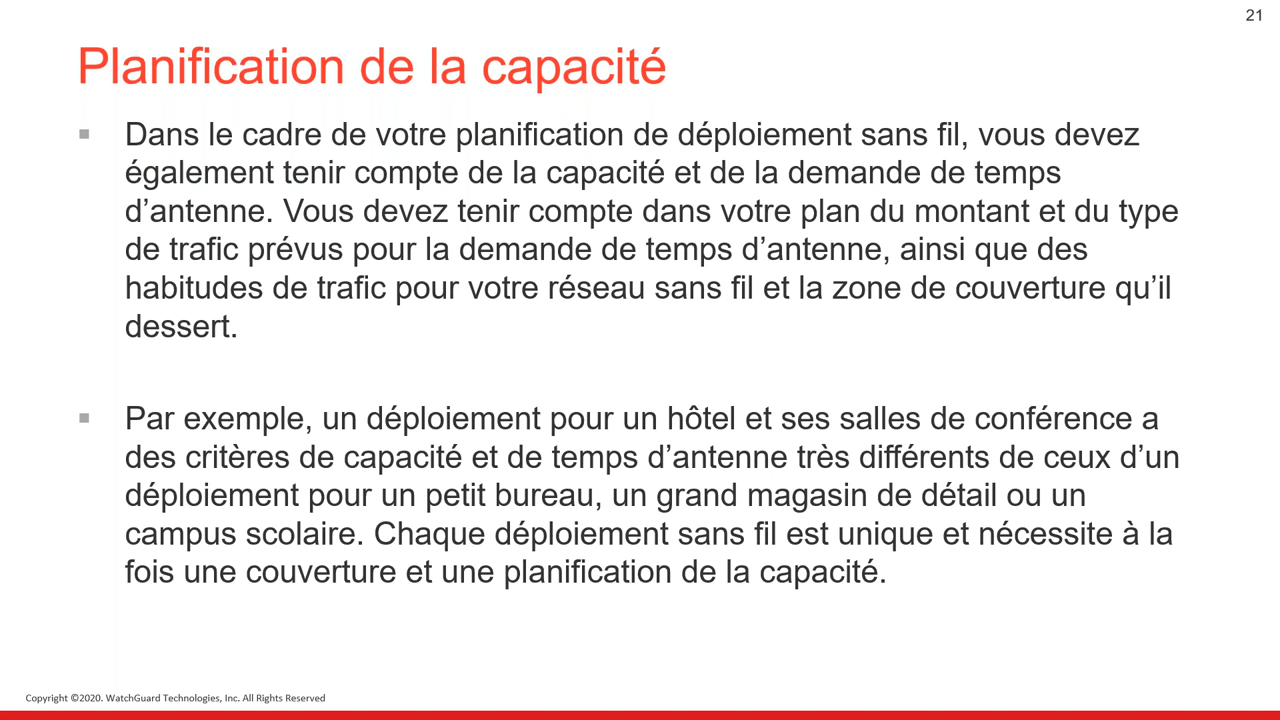 21
Planification de la capacité
▪ Dans le cadre de votre planification de déploiement sans fil, vous devez
également tenir compte de la capacité et de la demande de temps
d’antenne. Vous devez tenir compte dans votre plan du montant et du type
de trafic prévus pour la demande de temps d’antenne, ainsi que des
habitudes de trafic pour votre réseau sans fil et la zone de couverture qu’il
dessert.
▪ Par exemple, un déploiement pour un hôtel et ses salles de conférence a
des critères de capacité et de temps d’antenne très différents de ceux d’un
déploiement pour un petit bureau, un grand magasin de détail ou un
campus scolaire. Chaque déploiement sans fil est unique et nécessite à la
fois une couverture et une planification de la capacité.
Copyright ©2020. WatchGuard Technologies, Inc. All Rights Reserved